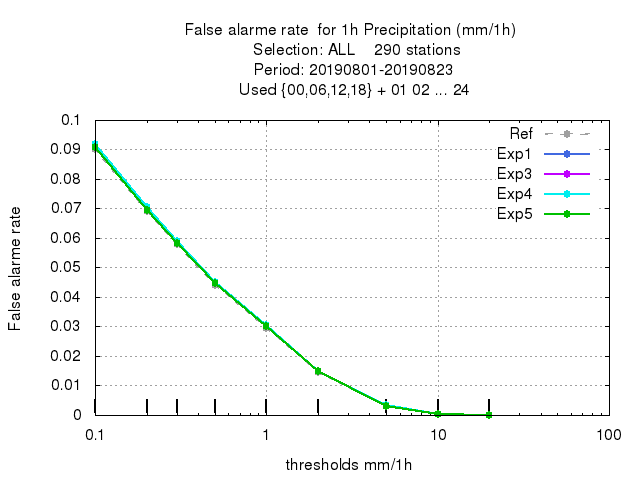 False alarme rate  for 1h Precipitation (mm/1h)
Selection: ALL    290 stations
Period: 20190801-20190823
Used {00,06,12,18} + 01 02 ... 24
Ref
Exp1
Exp3
Exp4
Exp5
False alarme rate
0.1
0.09
0.08
0.07
0.06
0.05
0.04
0.03
0.02
0.01
0
0.1 1 10 100
thresholds mm/1h